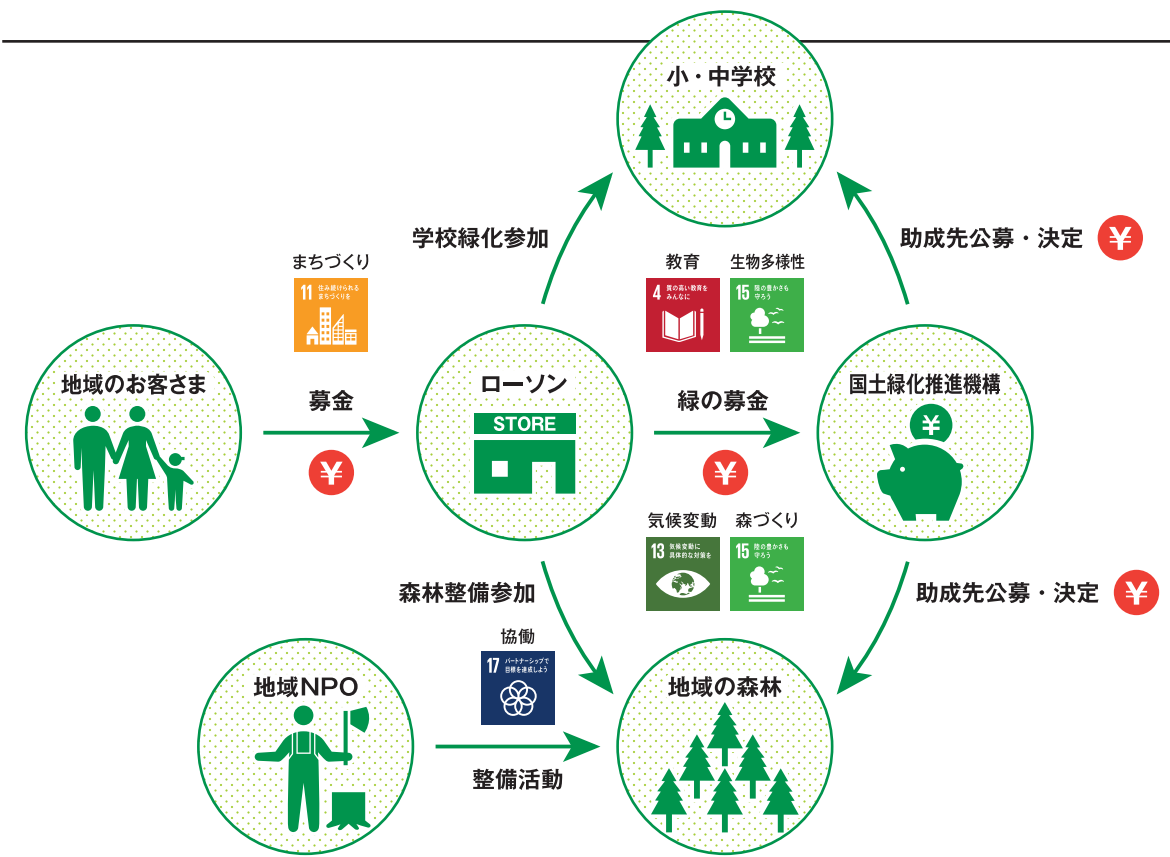 小・中学校
学校緑化参加
助成先公募・決定
¥
まちづくり
11 住み続けられる
まちづくりを
教育
4 質の高い教育を
みんなに
生物多様性
15 陸の豊かさも
守ろう
地域のお客さま
募金
¥
ローソン
STORE
緑の募金
¥
国土緑化推進機構
¥
気候変動
13 気候変動に
具体的な対策を
森づくり
15 陸の豊かさも
守ろう
森林整備参加
助成先公募・決定
¥
協働
17 パートナーシップで
目標を達成しよう
地域NPO
整備活動
地域の森林